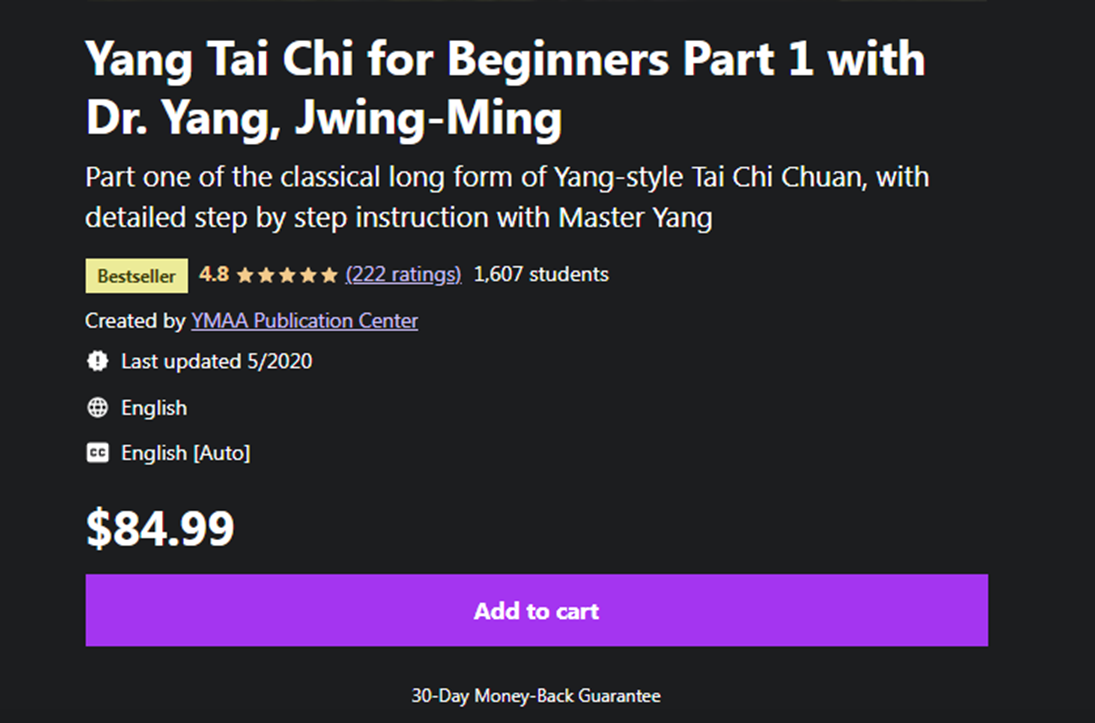 Yang Tai Chi for Beginners Part 1 with
Dr. Yang, Jwing-Ming
Part one of the classical long form of Yang-style Tai Chi Chuan, with
detailed step by step instruction with Master Yang
Bestseller 4.8 (222 ratings) 1,607 students
Created by YMAA Publication Center
Last updated 5/2020
English
CC English [Auto]
$84.99
Add to cart
30-Day Money-Back Guarantee